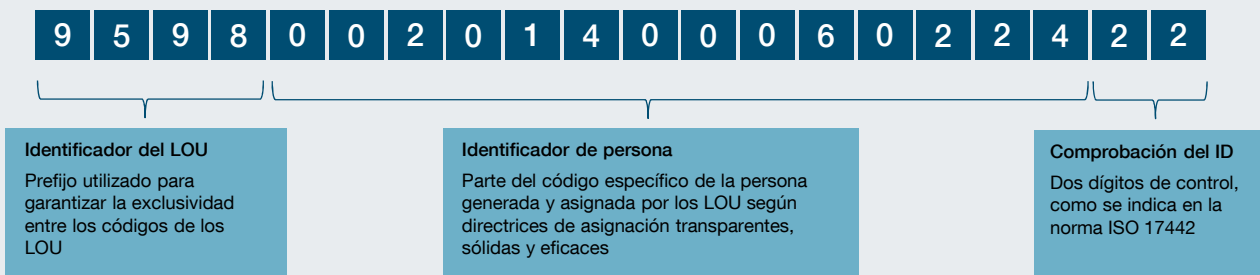 9 5 9 8 0 0 2 0 1 4 0 0 0 6 0 2 2 4 2 2
Identificador del LOU
Prefijo utilizado para
garantizar la exclusividad
entre los códigos de los
LOU
Identificador de persona
Parte del código específico de la persona
generada y asignada por los LOU según
directrices de asignación transparentes,
sólidas y eficaces
Comprobación del ID
Dos dígitos de control,
como se indica en la
norma ISO 17442